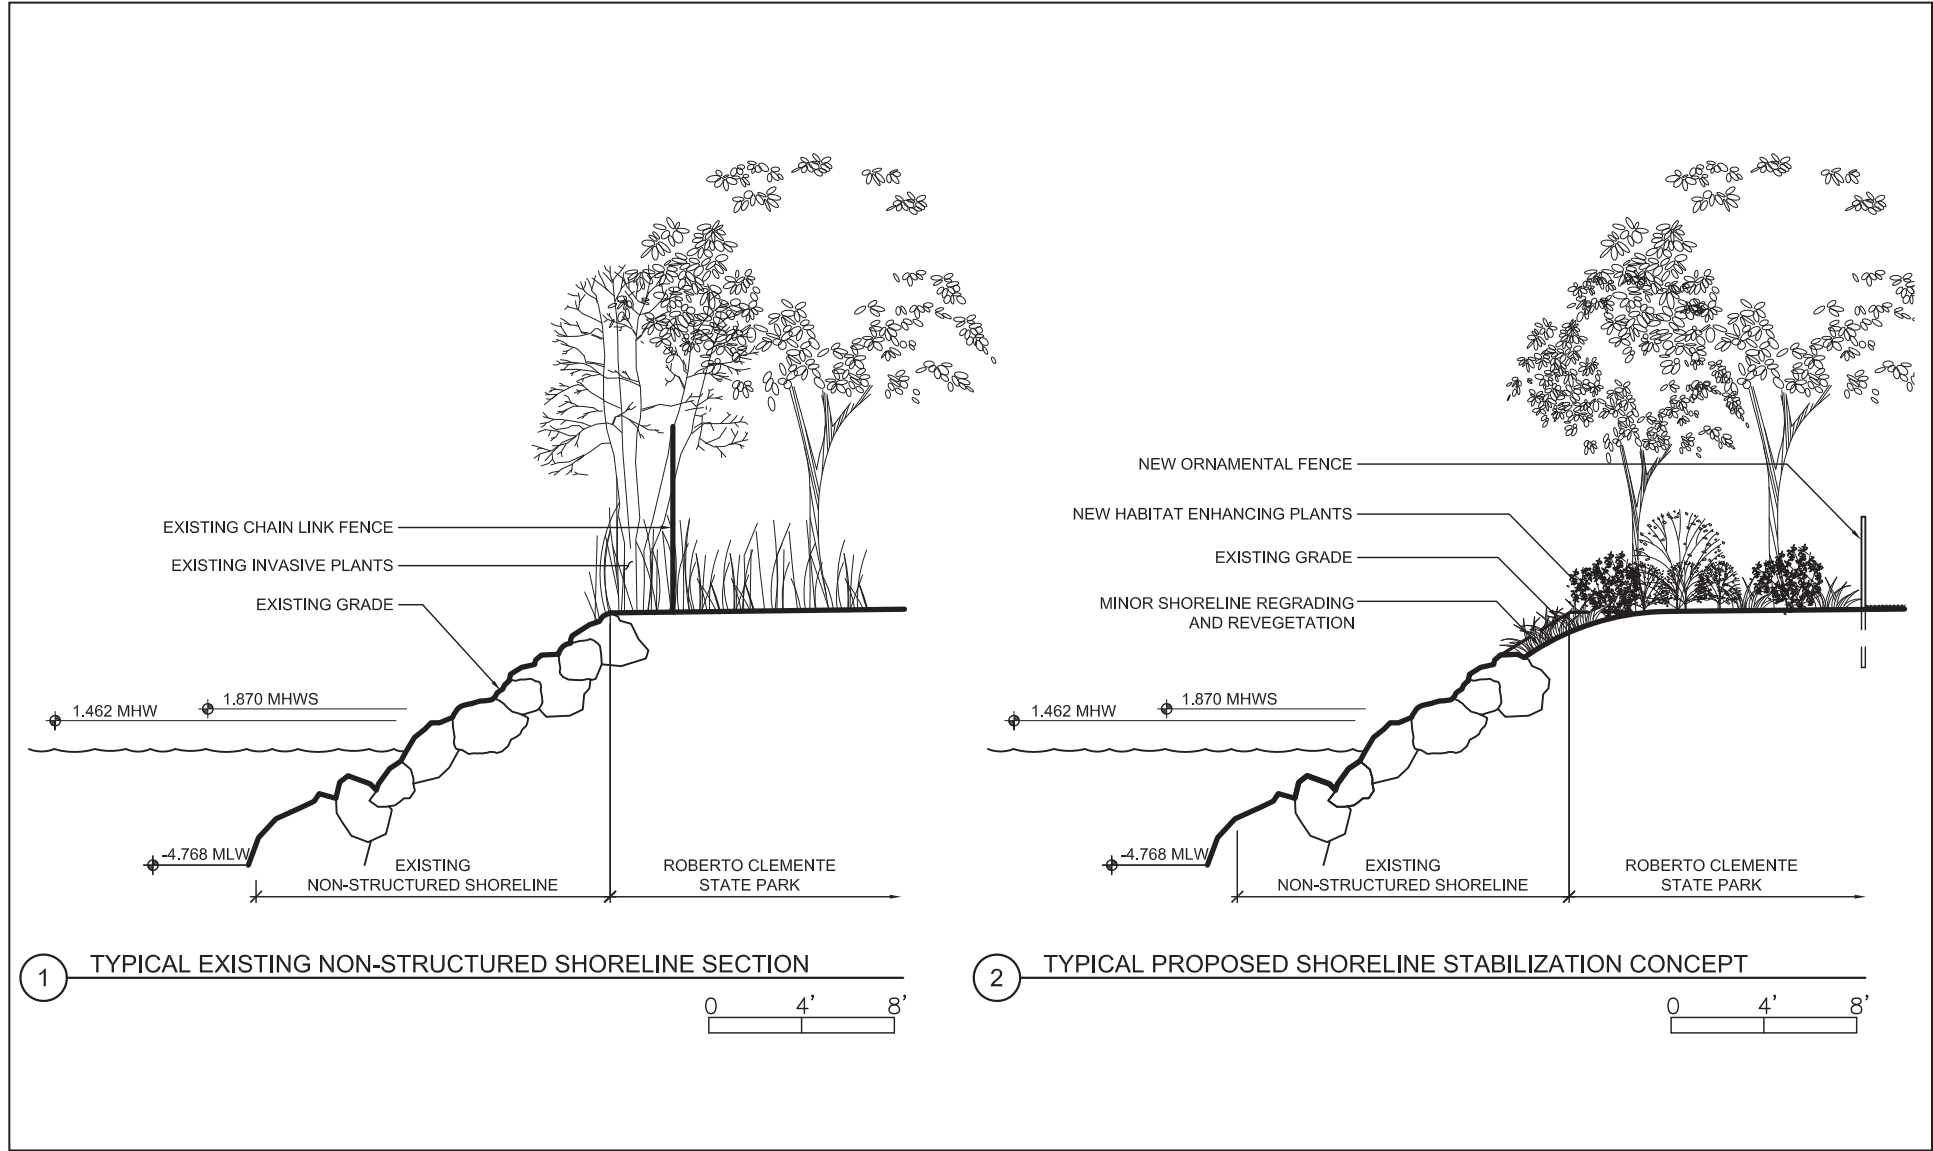 EXISTING CHAIN LINK FENCE
EXISTING INVASIVE PLANTS
EXISTING GRADE
1.870 MHWS
1.462 MHW
-4.768 MLW
EXISTING
NON-STRUCTURED SHORELINE
ROBERTO CLEMENTE
STATE PARK
1 TYPICAL EXISTING NON-STRUCTURED SHORELINE SECTION
0 4' 8'
NEW ORNAMENTAL FENCE
NEW HABITAT ENHANCING PLANTS
EXISTING GRADE
MINOR SHORELINE REGRADING
AND REVEGETATION
1.870 MHWS
1.462 MHW
-4.768 MLW
EXISTING
NON-STRUCTURED SHORELINE
ROBERTO CLEMENTE
STATE PARK
2 TYPICAL PROPOSED SHORELINE STABILIZATION CONCEPT
0 4' 8'